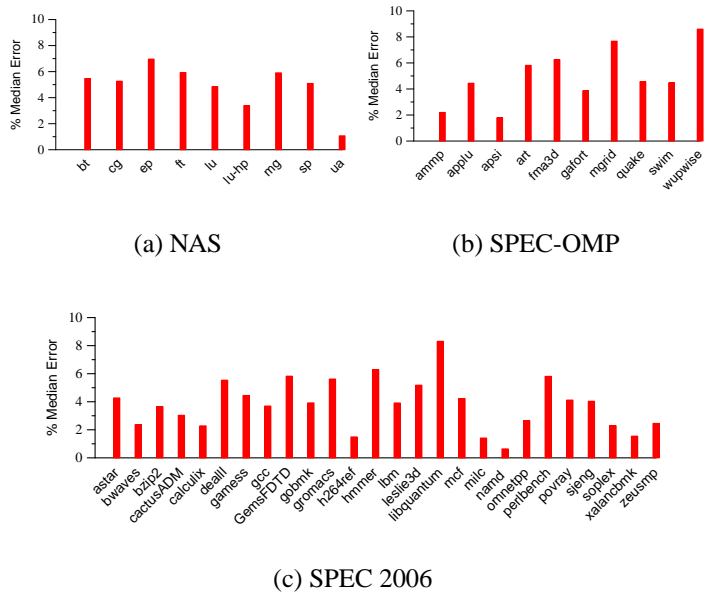 % Median Error
10
8
6
4
2
0
bt
cg
ep
ft
lu
lu-hp
mg
sp
ua
(a) NAS
% Median Error
10
8
6
4
2
0
ammp
applu
apsi
art
fma3d
gafort
mgrid
quake
swim
wupwise
(b) SPEC-OMP
% Median Error
10
8
6
4
2
0
astar
bwaves
bzip2
cactusADM
calculix
dealII
gamess
gcc
GemsFDTD
gobmk
gromacs
h264ref
hmmer
lbm
leslie3d
libquantum
mcf
milc
namd
omnetpp
perlbench
povray
sjeng
soplex
xalancbmk
zeusmp
(c) SPEC 2006